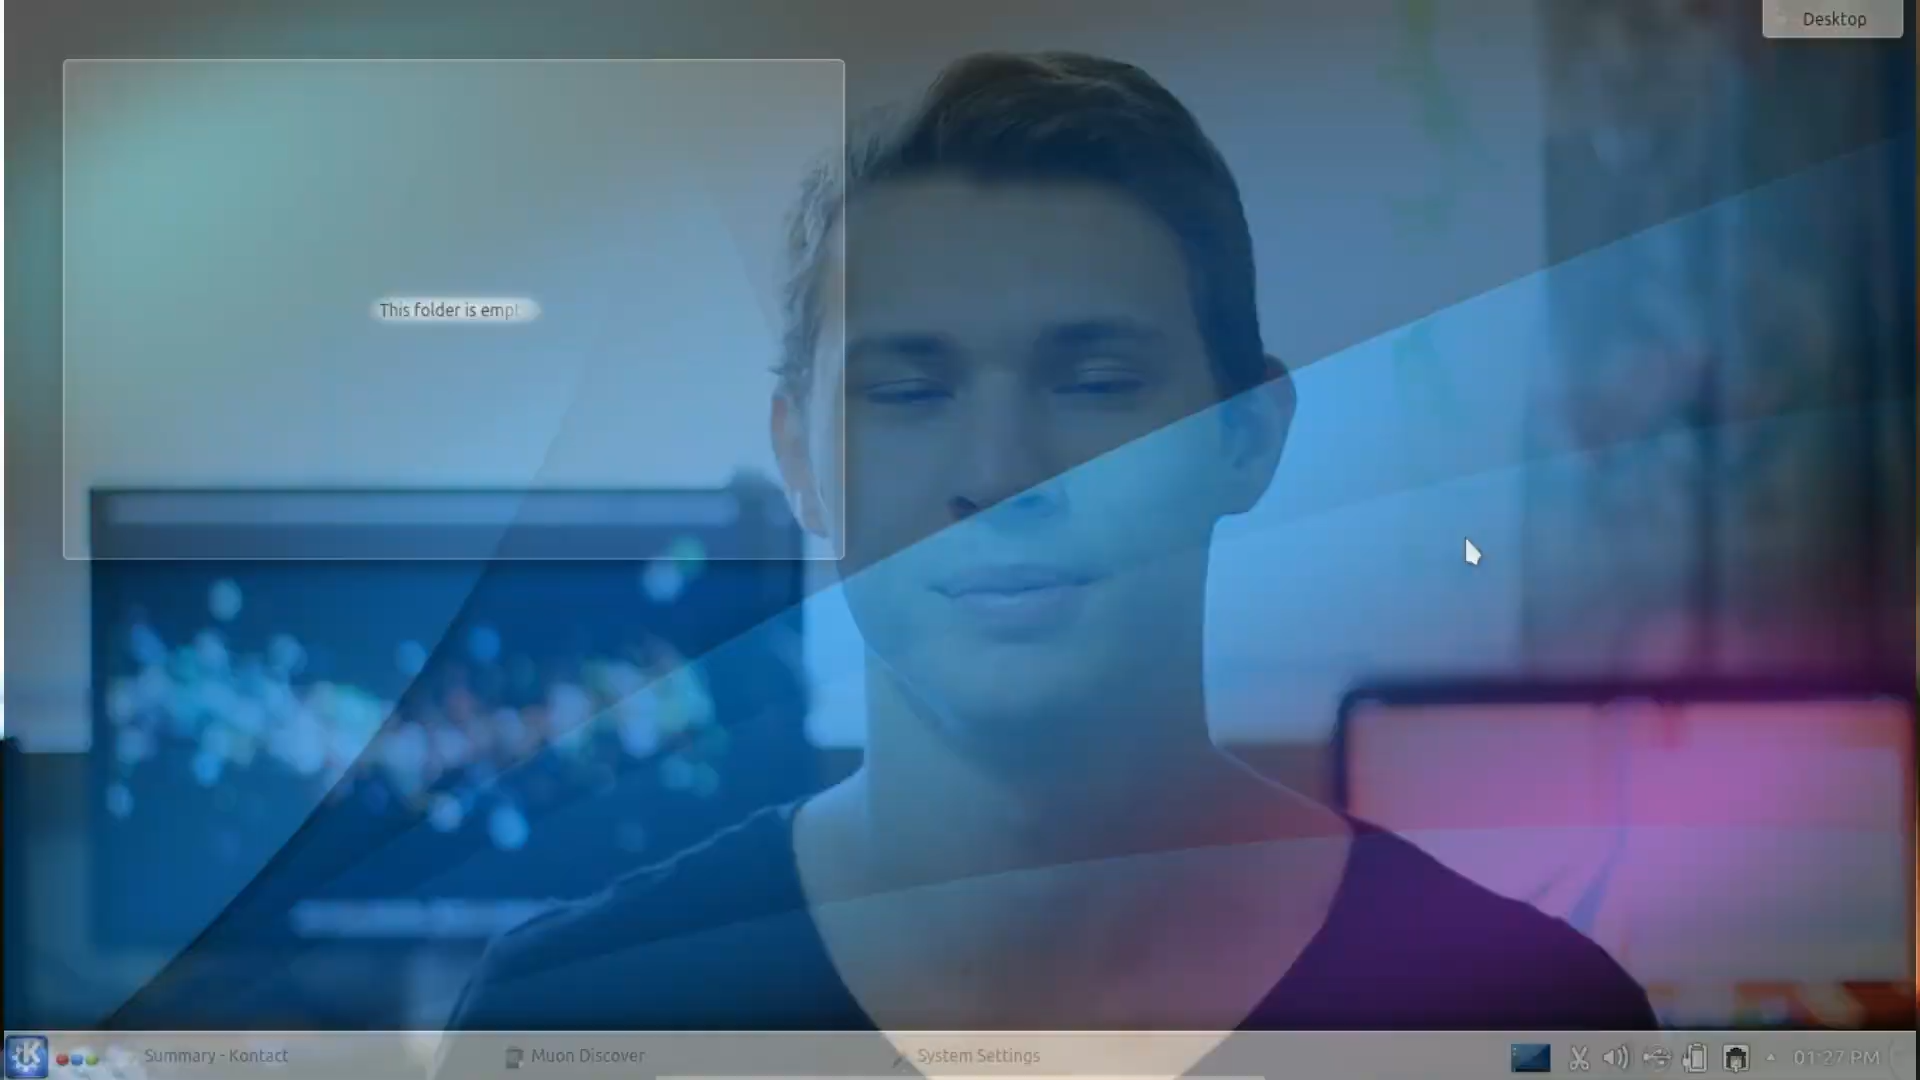 Desktop
This folder is empt
Summary - Kontact
Muon Discover
System Settings
01:27 PM